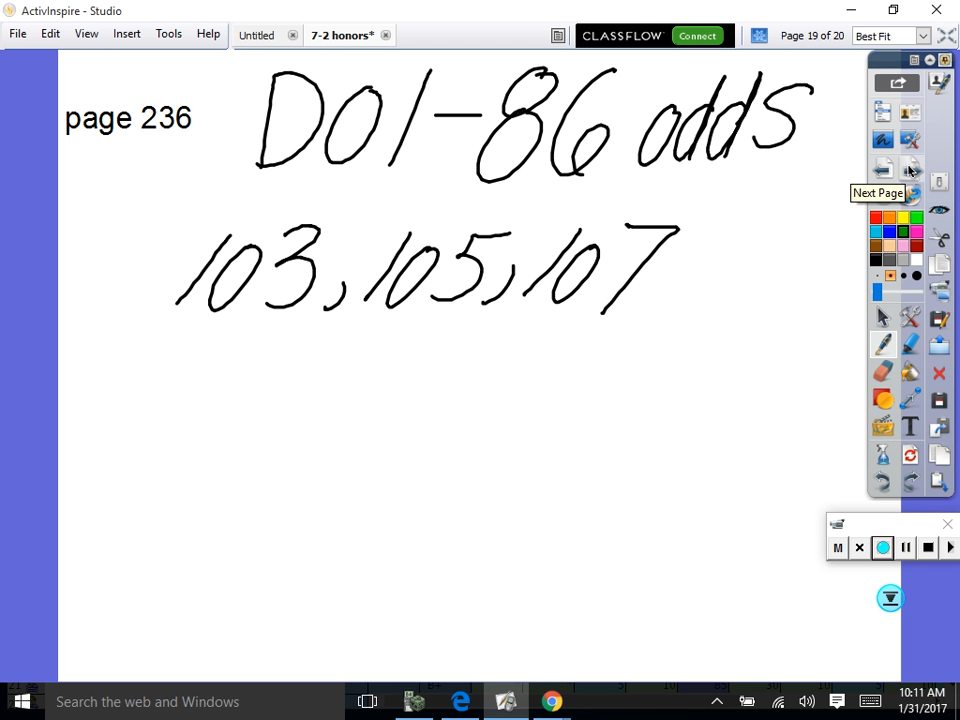 ActivInspire - Studio
File Edit View Insert Tools Help Untitled 7-2 honors* CLASSFLOW Connect Page 19 of 20 Best Fit
page 236 DO 1-86 odds
103, 105, 107
Next Page
T
M
Search the web and Windows
10:11 AM
1/31/2017